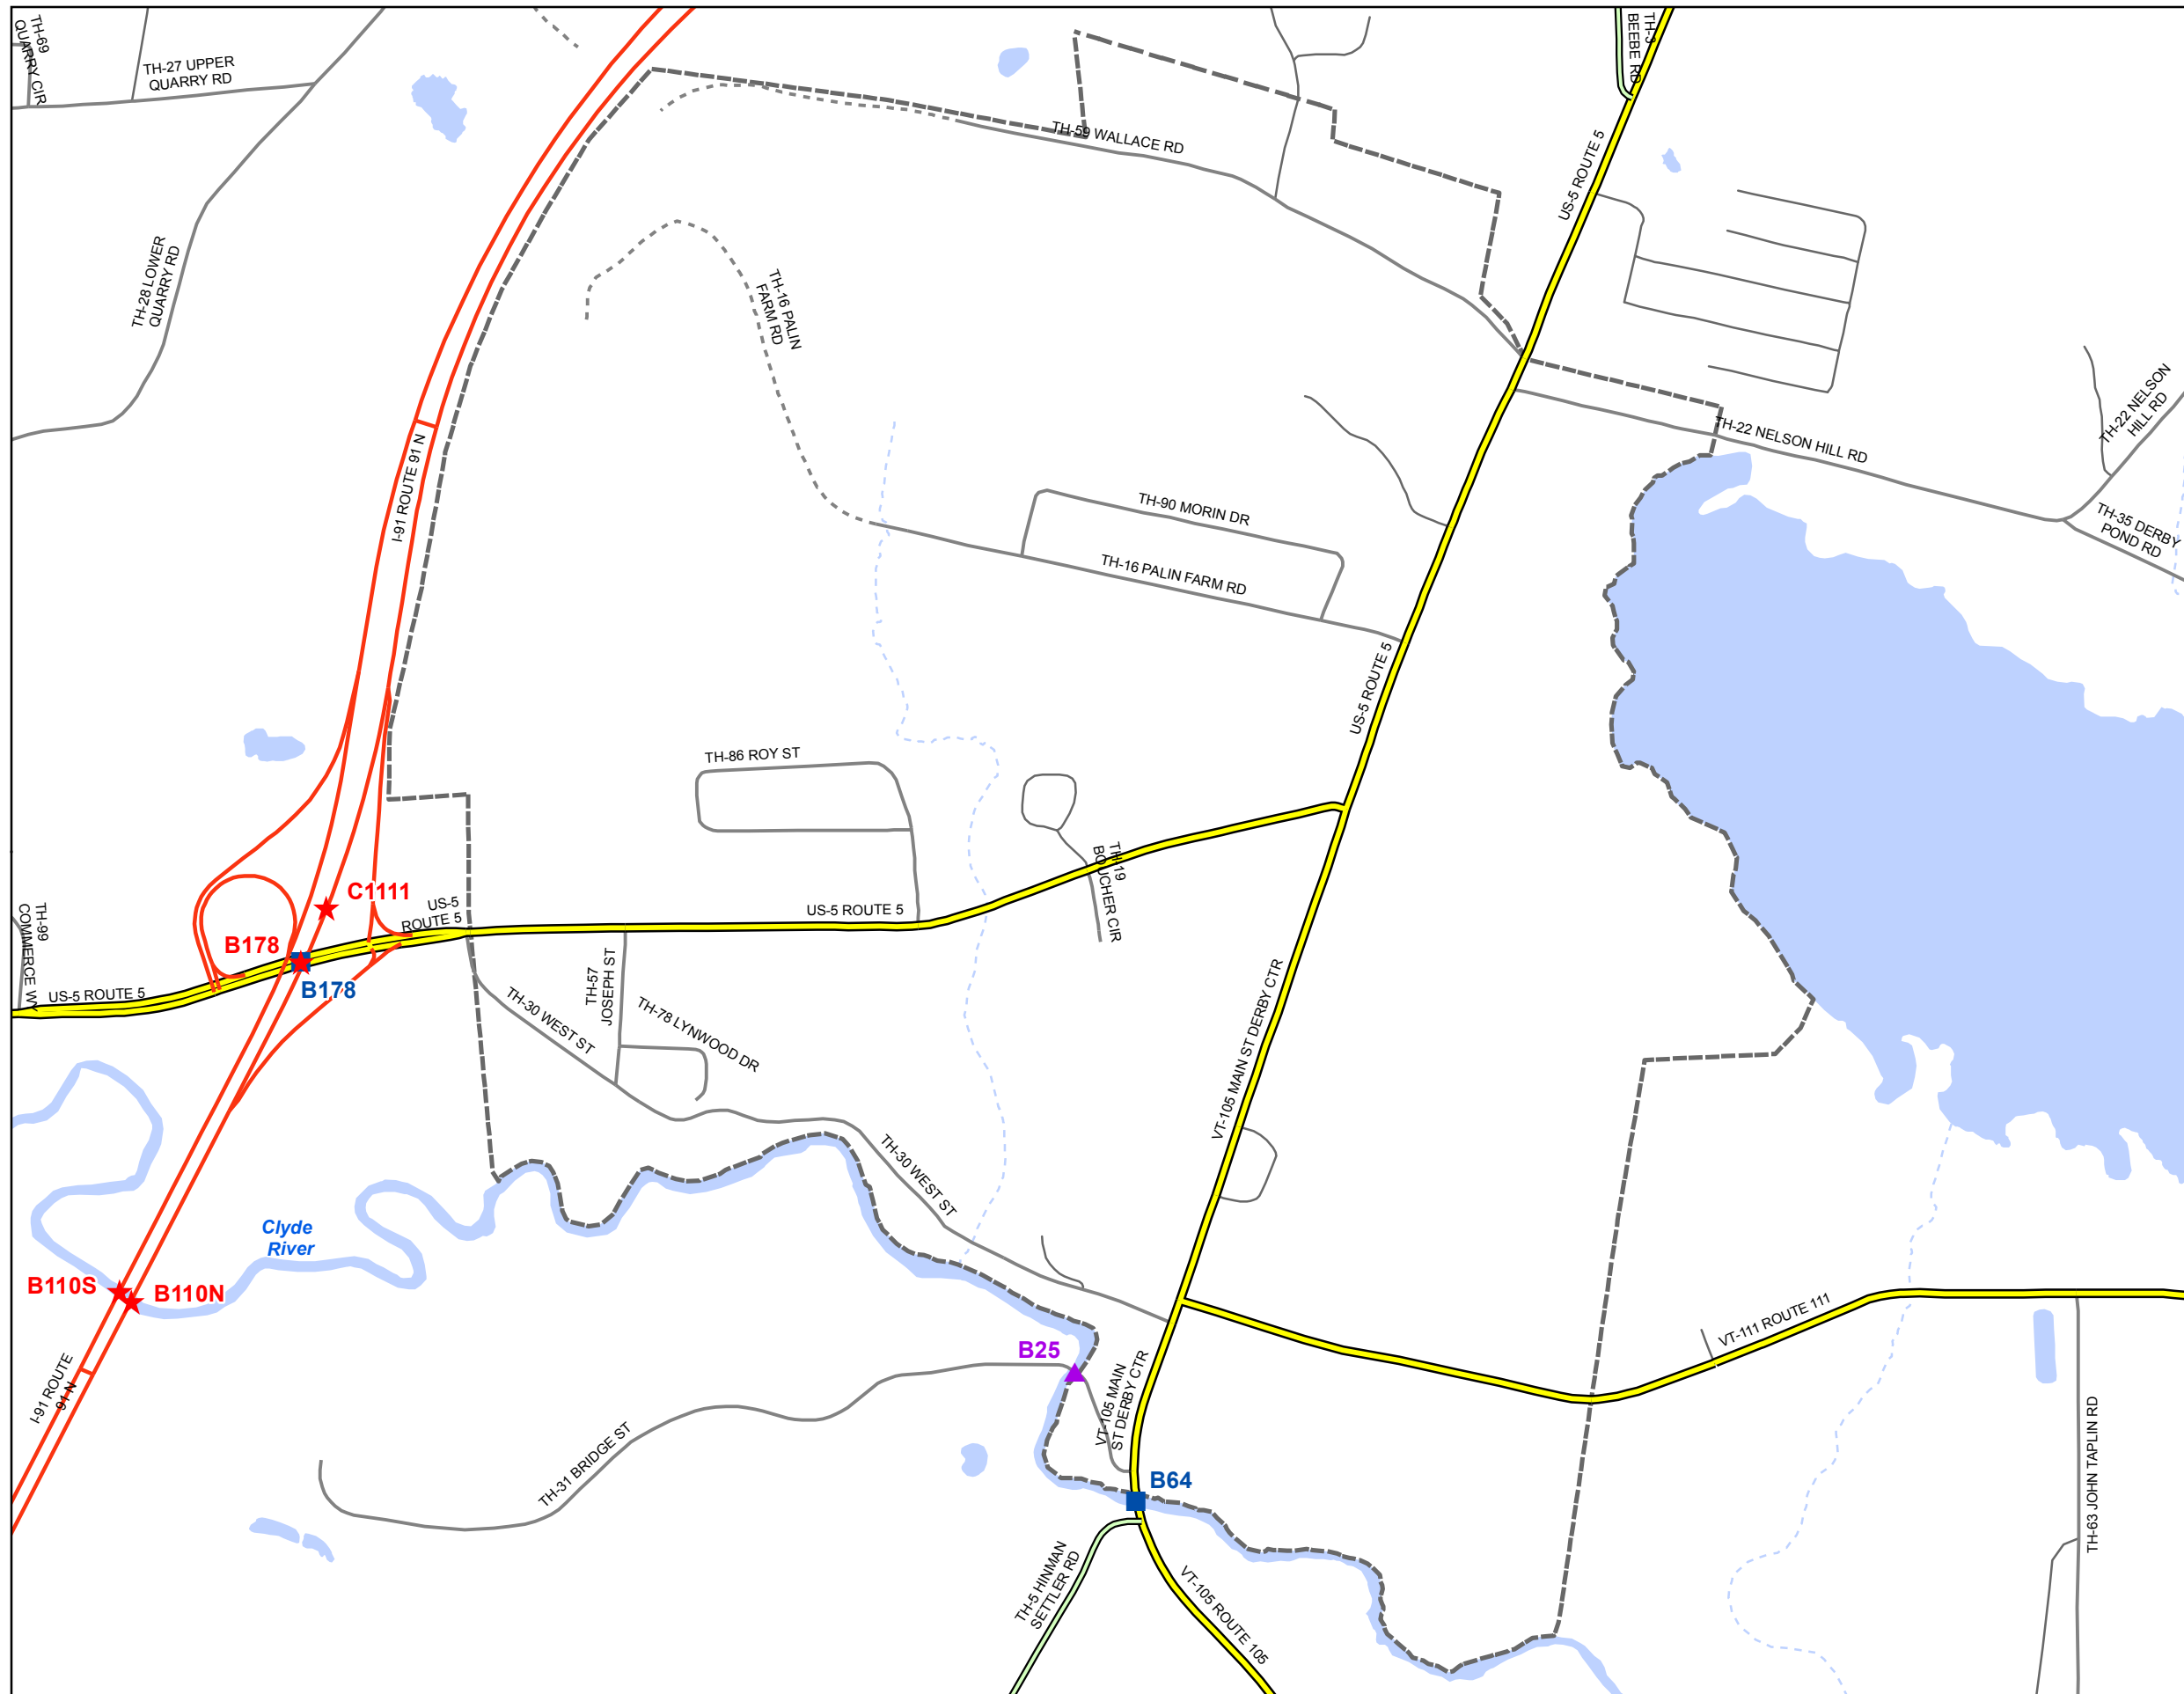 TH-69
QUARRY CIR
TH-27 UPPER
QUARRY RD
TH-3
BEEBE RD
TH-59 WALLACE RD
US-5 ROUTE 5
TH-28 LOWER
QUARRY RD
TH-16 PALIN
FARM RD
I-91 ROUTE 91 N
TH-22 NELSON HILL RD
TH-22 NELSON
HILL RD
TH-35 DERBY
POND RD
TH-90 MORIN DR
TH-16 PALIN FARM RD
US-5 ROUTE 5
TH-86 ROY ST
TH-19
BOUCHER CIR
C1111
US-5
ROUTE 5
US-5 ROUTE 5
TH-99
COMMERCE WY
B178
B178
US-5 ROUTE 5
TH-57
JOSEPH ST
TH-30 WEST ST
TH-78 LYNWOOD DR
VT-105 MAIN ST DERBY CTR
TH-30 WEST ST
Clyde
River
B110S
B110N
I-91 ROUTE
91 N
B25
VT-105 MAIN
ST DERBY CTR
VT-111 ROUTE 111
TH-31 BRIDGE ST
B64
TH-63 JOHN TAPLIN RD
TH-5 HINMAN
SETTLER RD
VT-105 ROUTE 105